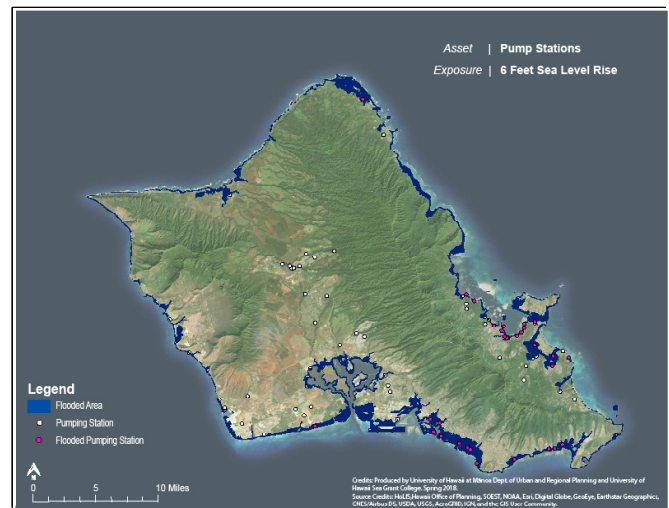 Asset | Pump Stations
Exposure | 6 Feet Sea Level Rise
Legend
Flooded Area
Pumping Station
Flooded Pumping Station
N
0 5 10 Miles
Credits: Produced by University of Hawaii at Mānoa Dept. of Urban and Regional Planning and University of
Hawaii Sea Grant College. Spring 2018.
Source Credits: HoLIS, Hawaii Office of Planning, SOEST, NOAA, Esri, Digital Globe, GeoEye, Earthstar Geographics,
CNES/Airbus DS, USDA, USGS, AeroGRID, IGN, and the GIS User Community.